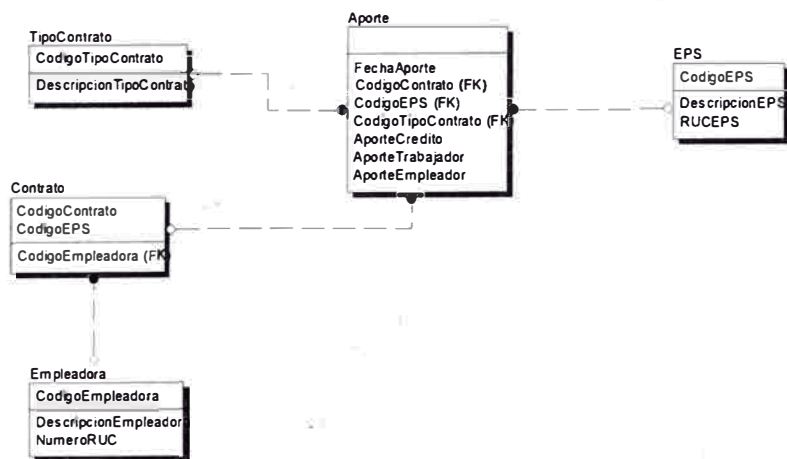 Aporte
FechaAporte
CodigoContrato (FK)
CodigoEPS (FK)
CodigoTipoContrato (FK)
AporteCredito
AporteTrabajador
AporteEmpleador
TipoContrato
CodigoTipoContrato
DescripcionTipoContrato
EPS
CodigoEPS
DescripcionEPS
RUCEPS
Contrato
CodigoContrato
CodigoEPS
CodigoEmpleadora (FK)
Empleadora
CodigoEmpleadora
DescripcionEmpleadora
NumeroRUC